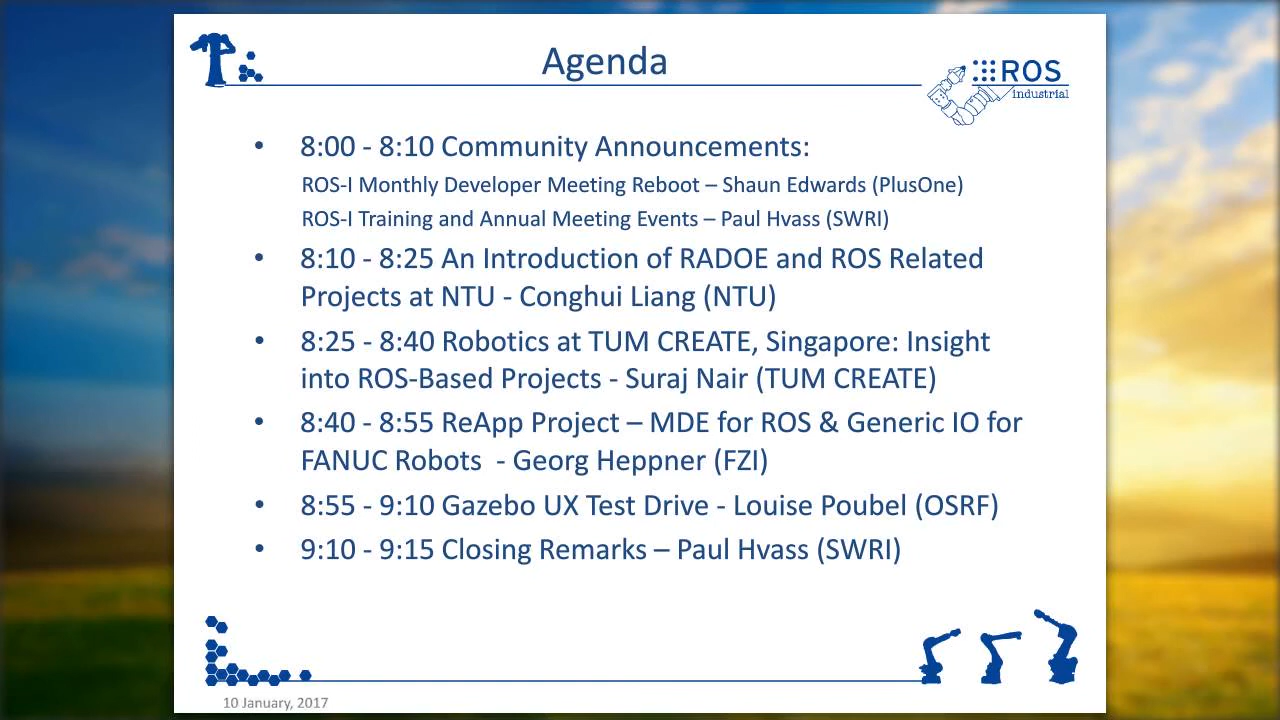 Agenda
ROS
industrial
• 8:00 - 8:10 Community Announcements:
ROS-I Monthly Developer Meeting Reboot – Shaun Edwards (PlusOne)
ROS-I Training and Annual Meeting Events – Paul Hvass (SWRI)
• 8:10 - 8:25 An Introduction of RADOE and ROS Related
Projects at NTU - Conghui Liang (NTU)
• 8:25 - 8:40 Robotics at TUM CREATE, Singapore: Insight
into ROS-Based Projects - Suraj Nair (TUM CREATE)
• 8:40 - 8:55 ReApp Project – MDE for ROS & Generic IO for
FANUC Robots  - Georg Heppner (FZI)
• 8:55 - 9:10 Gazebo UX Test Drive - Louise Poubel (OSRF)
• 9:10 - 9:15 Closing Remarks – Paul Hvass (SWRI)
10 January, 2017